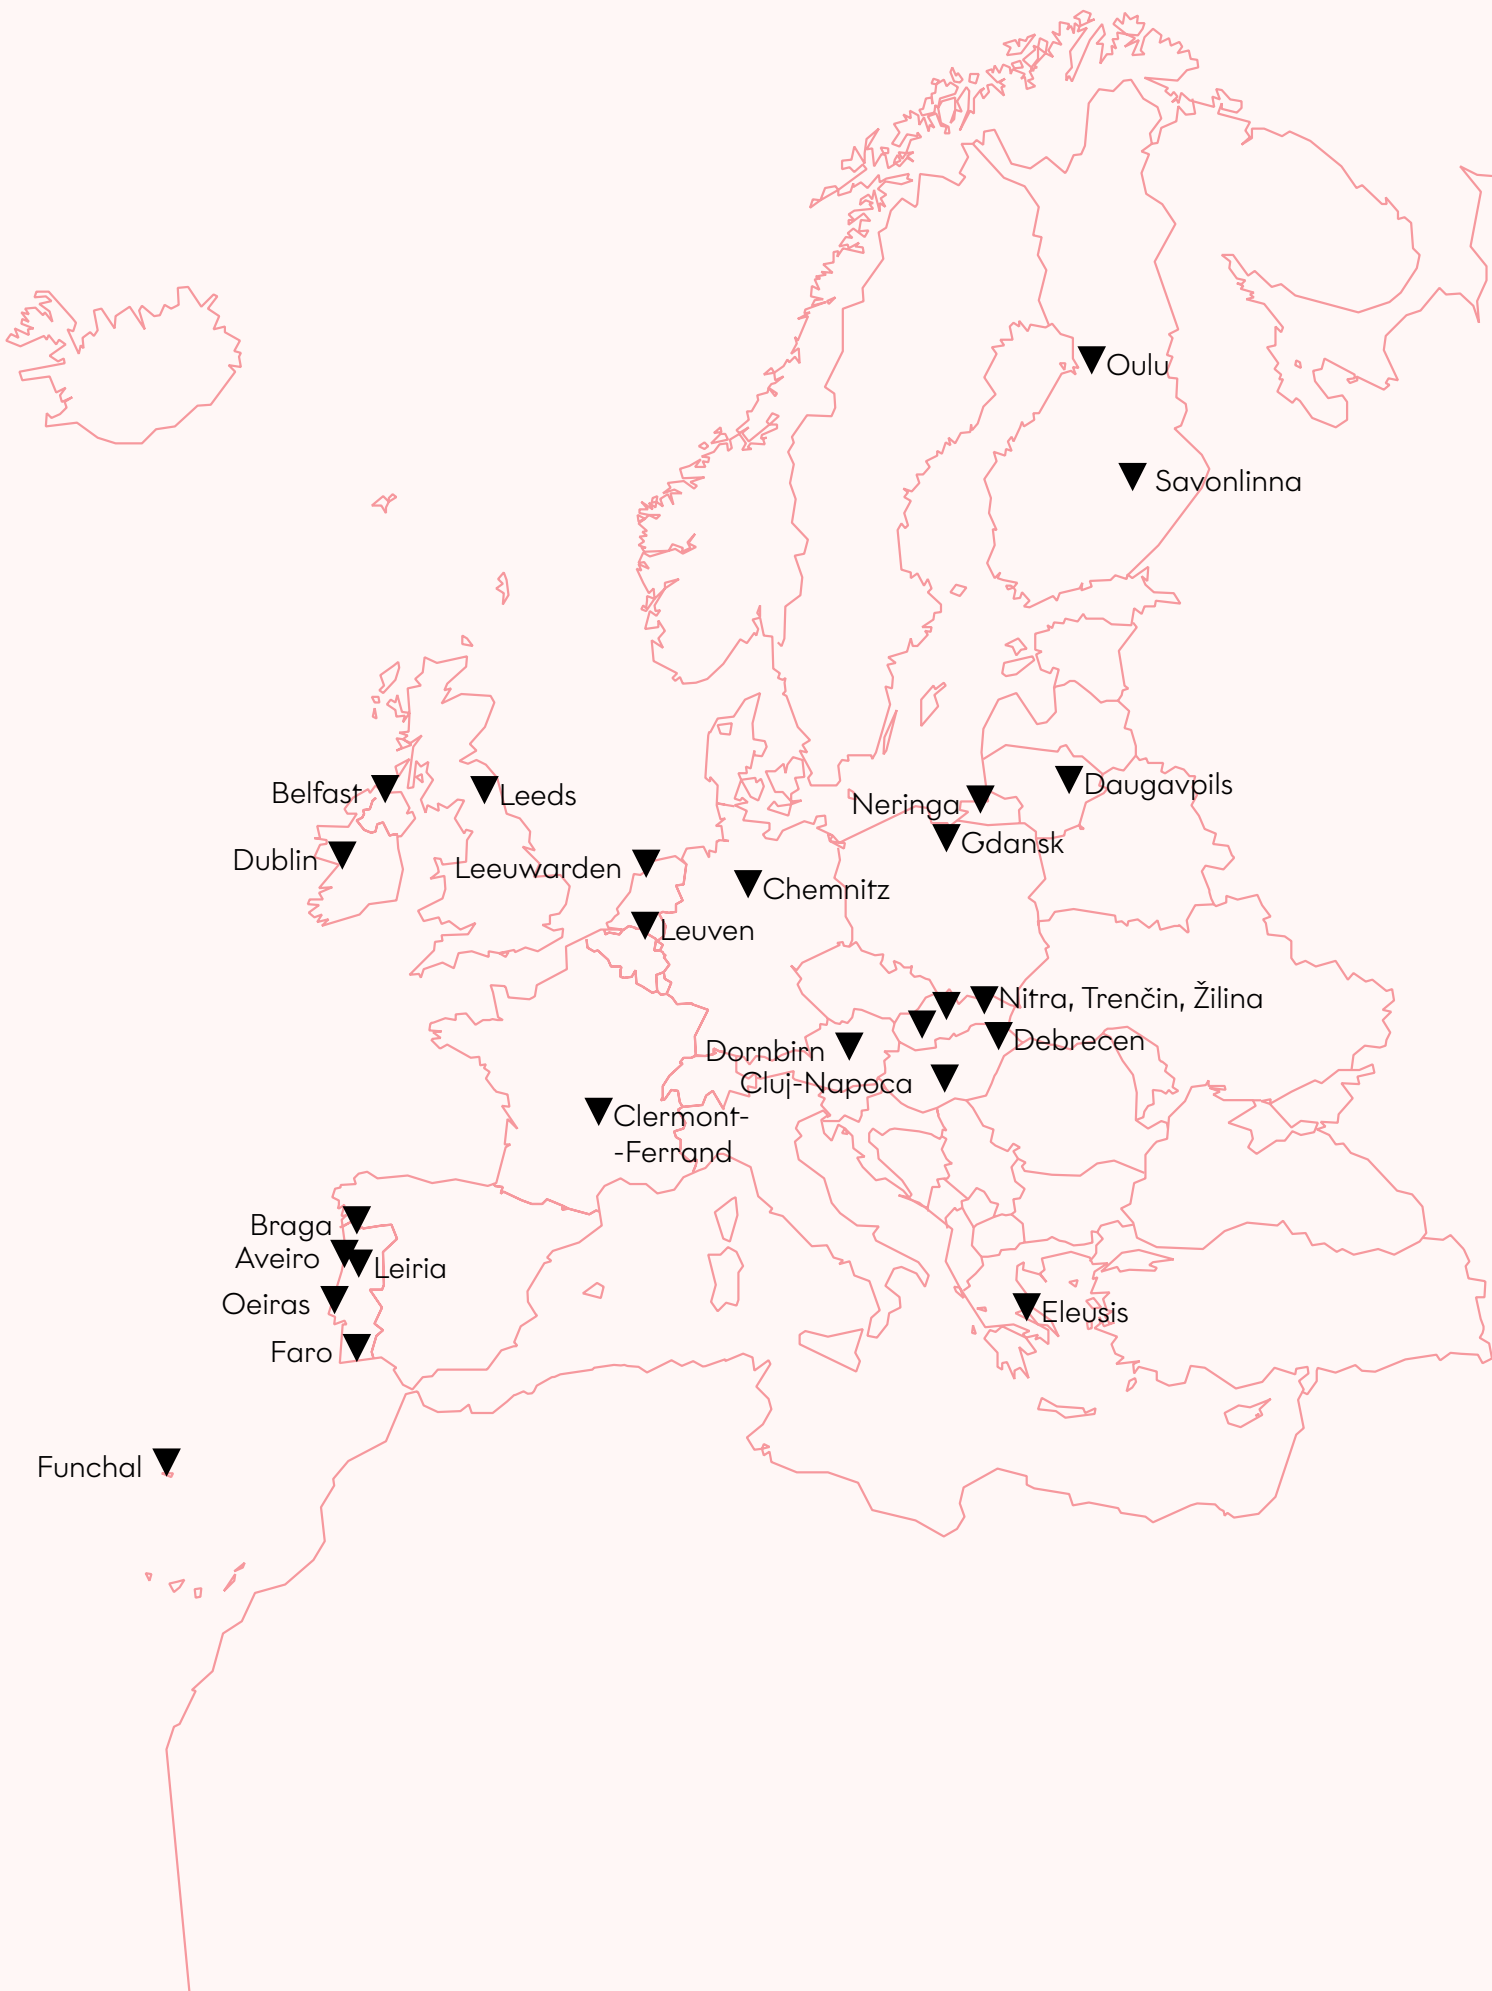 Oulu
Savonlinna
Belfast
Leeds
Daugavpils
Neringa
Gdansk
Dublin
Leeuwarden
Chemnitz
Leuven
Nitra, Trenčin, Žilina
Debrecen
Dornbirn
Cluj-Napoca
Clermont-
-Ferrand
Braga
Aveiro
Leiria
Oeiras
Eleusis
Faro
Funchal